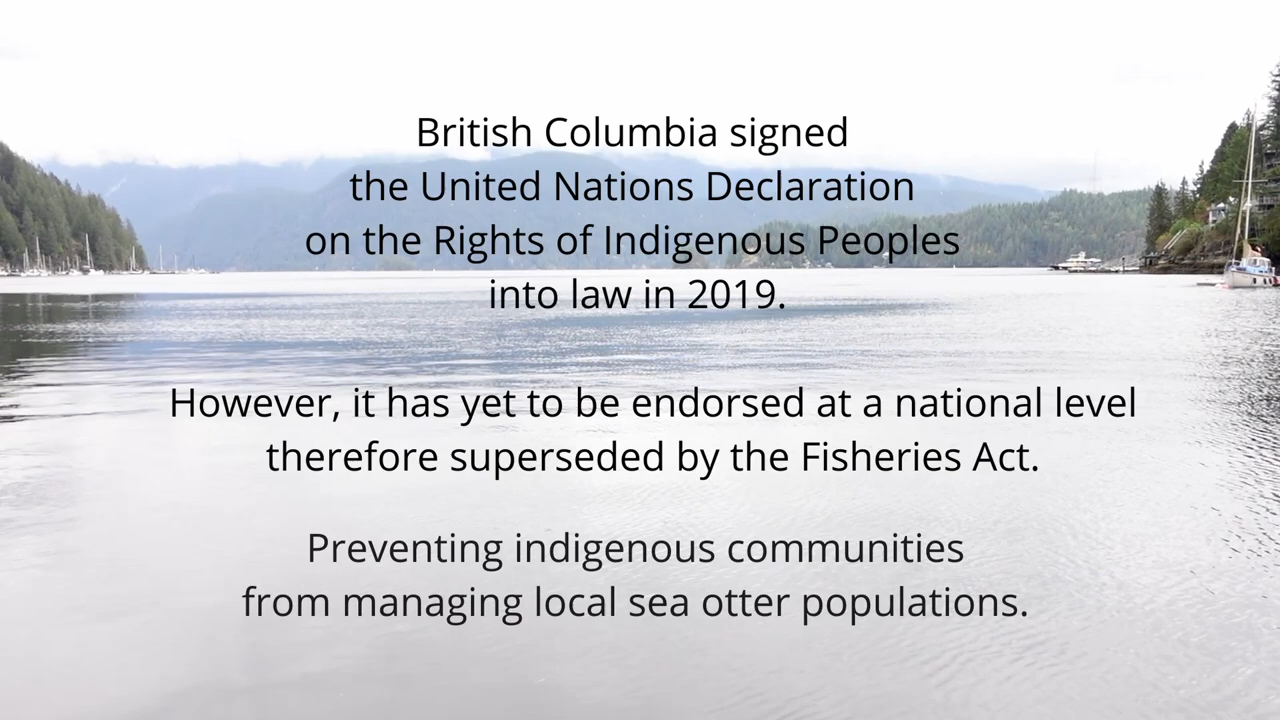 British Columbia signed
the United Nations Declaration
on the Rights of Indigenous Peoples
into law in 2019.
However, it has yet to be endorsed at a national level
therefore superseded by the Fisheries Act.
Preventing indigenous communities
from managing local sea otter populations.